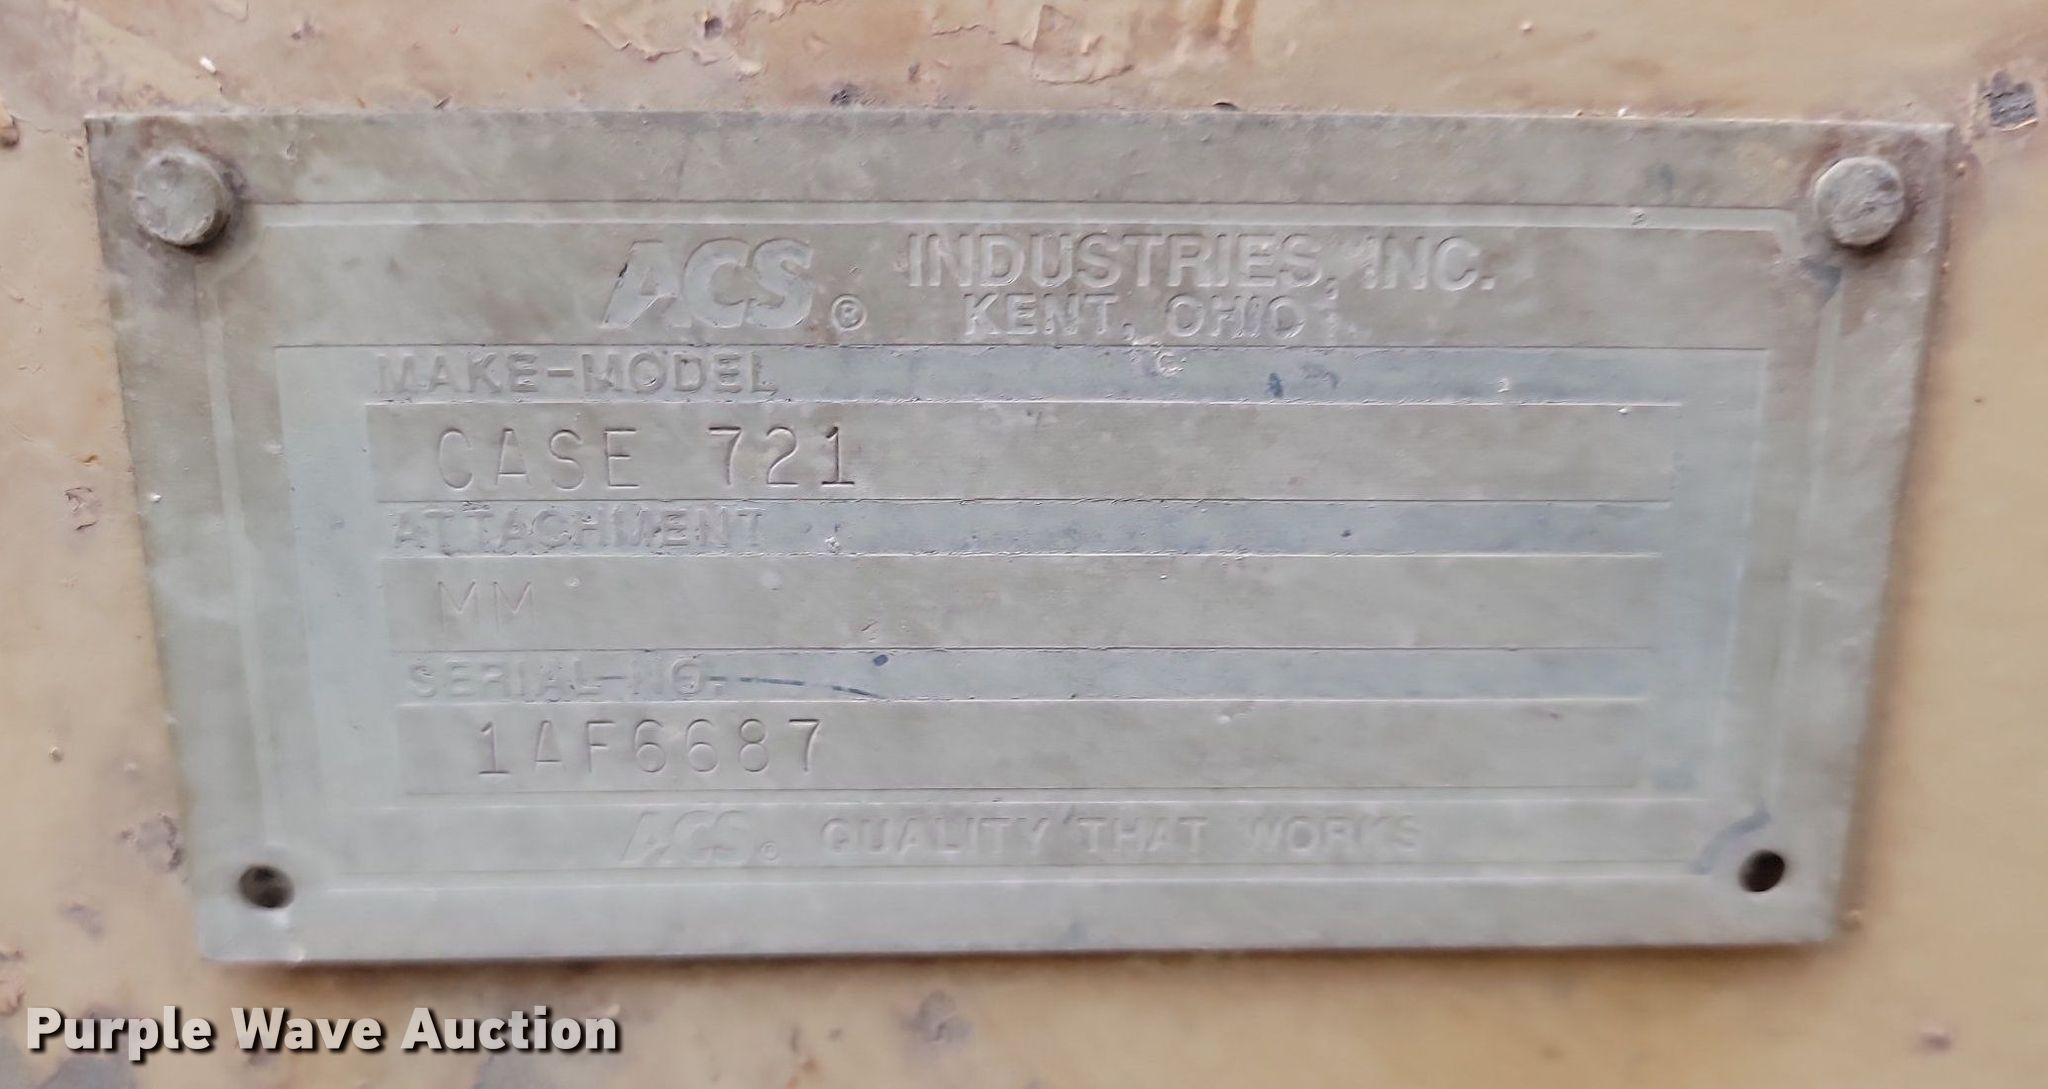 ACS® INDUSTRIES, INC.
KENT, OHIO
MAKE-MODEL
CASE 721
ATTACHMENT
MM
SERIAL-NO.
1AF6687
ACS® QUALITY THAT WORKS
Purple Wave Auction